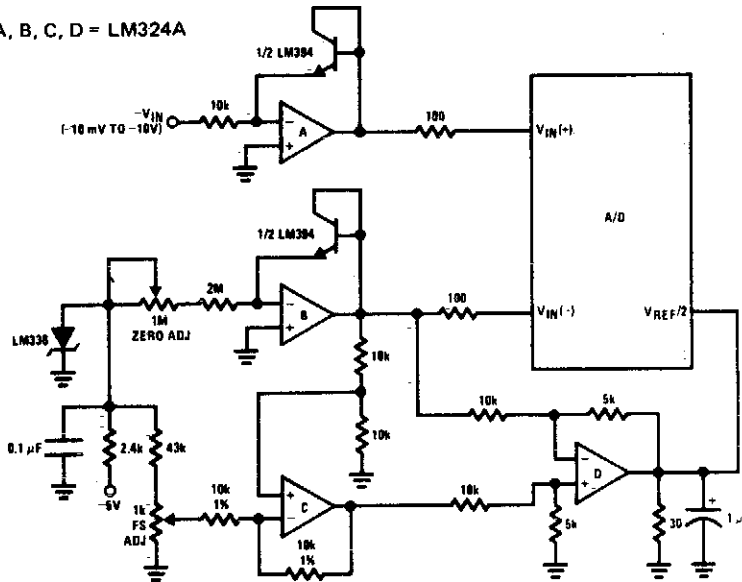 A, B, C, D = LM324A
1/2 LM394
10k
-VIN
(-10 mV TO -10V)
-
A
+
100
VIN(+)
A/D
1/2 LM394
2M
1M
ZERO ADJ
-
B
+
100
VIN(-)
VREF/2
LM336
10k
10k
10k
5k
0.1 μF
2.4k
43k
-5V
1k
FS
ADJ
10k
1%
+
C
-
10k
1%
10k
-
D
+
5k
30
+
1 μ